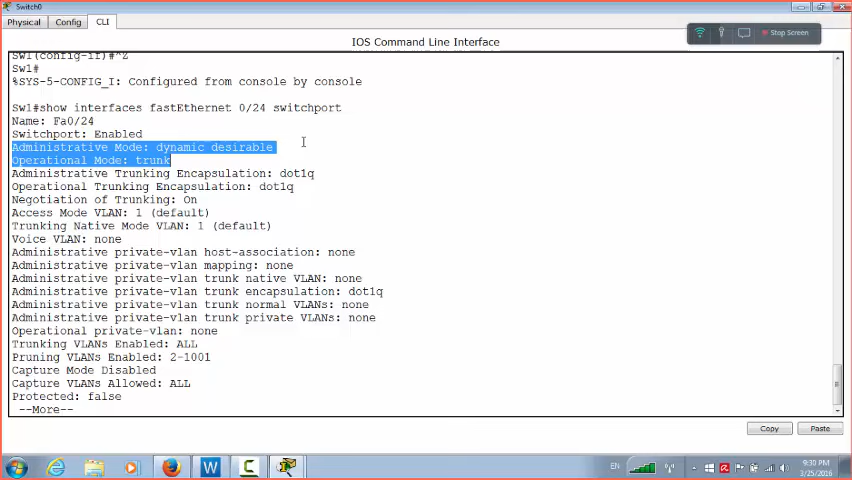 Switch0
Physical Config CLI
IOS Command Line Interface
Stop Screen
Sw1(config-if)#^Z
Sw1#
%SYS-5-CONFIG_I: Configured from console by console
Sw1#show interfaces fastEthernet 0/24 switchport
Name: Fa0/24
Switchport: Enabled
Administrative Mode: dynamic desirable
Operational Mode: trunk
Administrative Trunking Encapsulation: dot1q
Operational Trunking Encapsulation: dot1q
Negotiation of Trunking: On
Access Mode VLAN: 1 (default)
Trunking Native Mode VLAN: 1 (default)
Voice VLAN: none
Administrative private-vlan host-association: none
Administrative private-vlan mapping: none
Administrative private-vlan trunk native VLAN: none
Administrative private-vlan trunk encapsulation: dot1q
Administrative private-vlan trunk normal VLANs: none
Administrative private-vlan trunk private VLANs: none
Operational private-vlan: none
Trunking VLANs Enabled: ALL
Pruning VLANs Enabled: 2-1001
Capture Mode Disabled
Capture VLANs Allowed: ALL
Protected: false
--More--
Copy Paste
EN
9:30 PM
3/25/2016